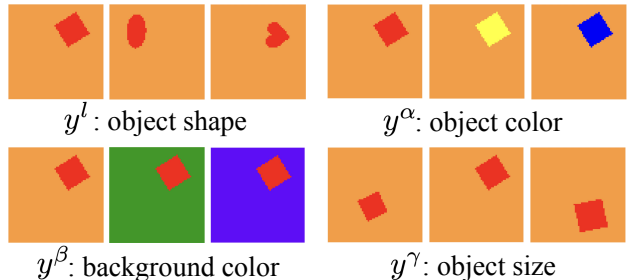 y^l : object shape
y^α : object color
y^β : background color
y^γ : object size